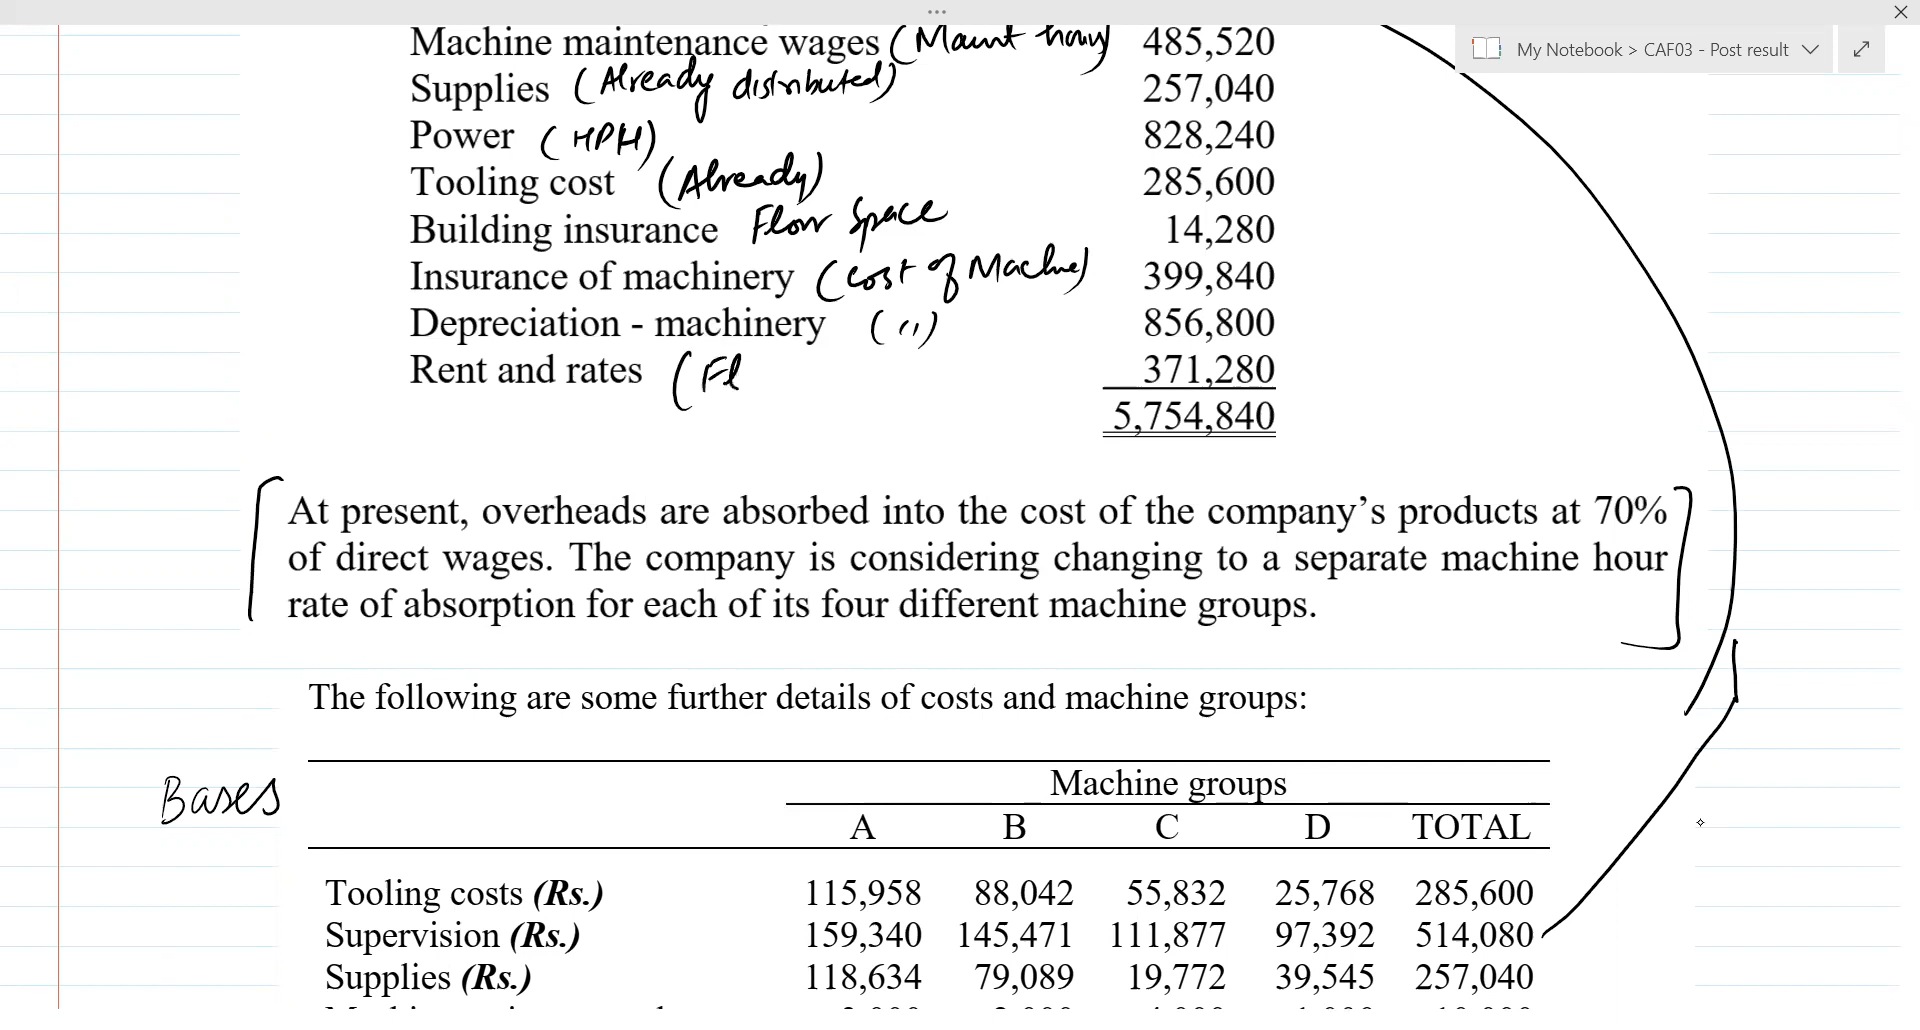 Machine maintenance wages (Maint hours) 485,520
My Notebook > CAF03 - Post result
Supplies (Already distributed) 257,040
Power (HPH) 828,240
Tooling cost (Already) 285,600
Building insurance Floor Space 14,280
Insurance of machinery (cost of Machine) 399,840
Depreciation - machinery (") 856,800
Rent and rates (Fl 371,280
5,754,840
At present, overheads are absorbed into the cost of the company's products at 70%
of direct wages. The company is considering changing to a separate machine hour
rate of absorption for each of its four different machine groups.
The following are some further details of costs and machine groups:
Bases
Machine groups
A B C D TOTAL
Tooling costs (Rs.) 115,958 88,042 55,832 25,768 285,600
Supervision (Rs.) 159,340 145,471 111,877 97,392 514,080
Supplies (Rs.) 118,634 79,089 19,772 39,545 257,040